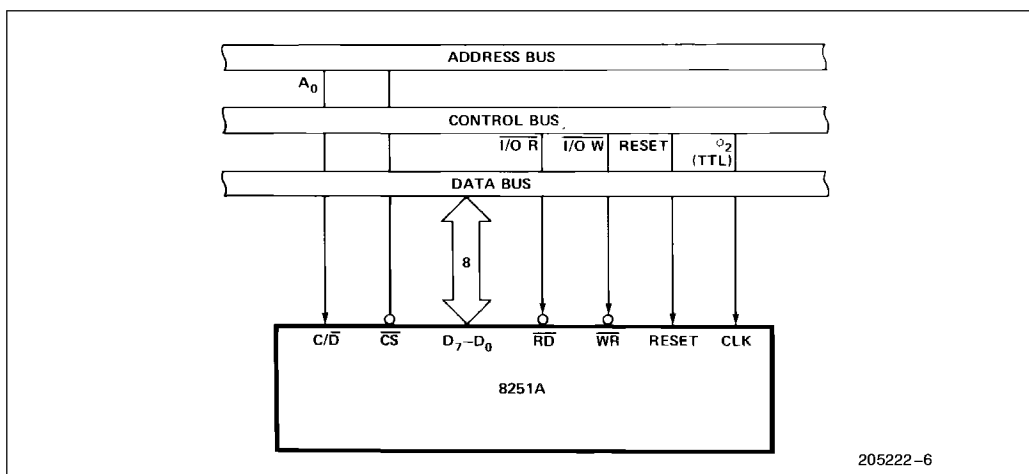 ADDRESS BUS
A₀
CONTROL BUS
I/O R I/O W RESET φ₂
(TTL)
DATA BUS
8
C/D CS D₇–D₀ RD WR RESET CLK
8251A
205222–6